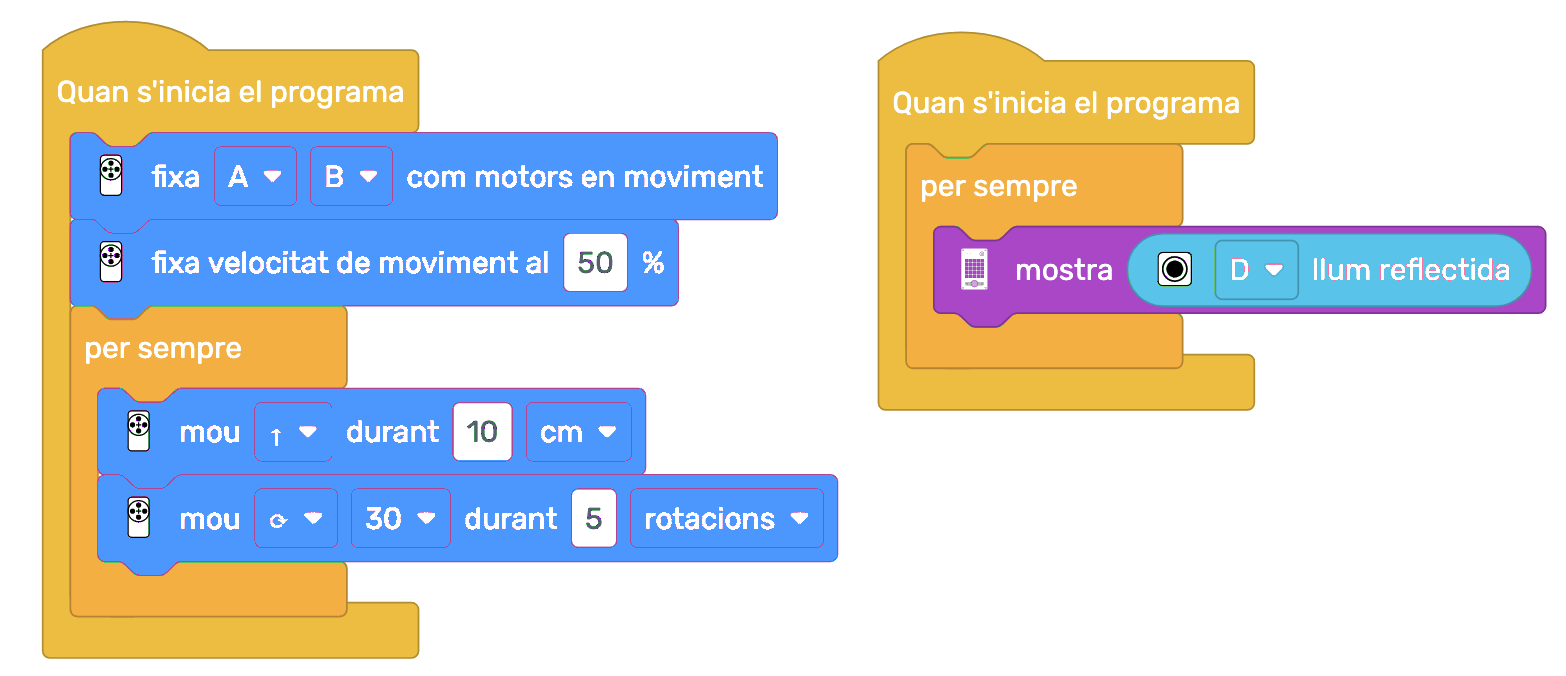 Quan s'inicia el programa
fixa A B com motors en moviment
fixa velocitat de moviment al 50 %
per sempre
mou ↑ durant 10 cm
mou ⟳ 30 durant 5 rotacions
Quan s'inicia el programa
per sempre
mostra D llum reflectida